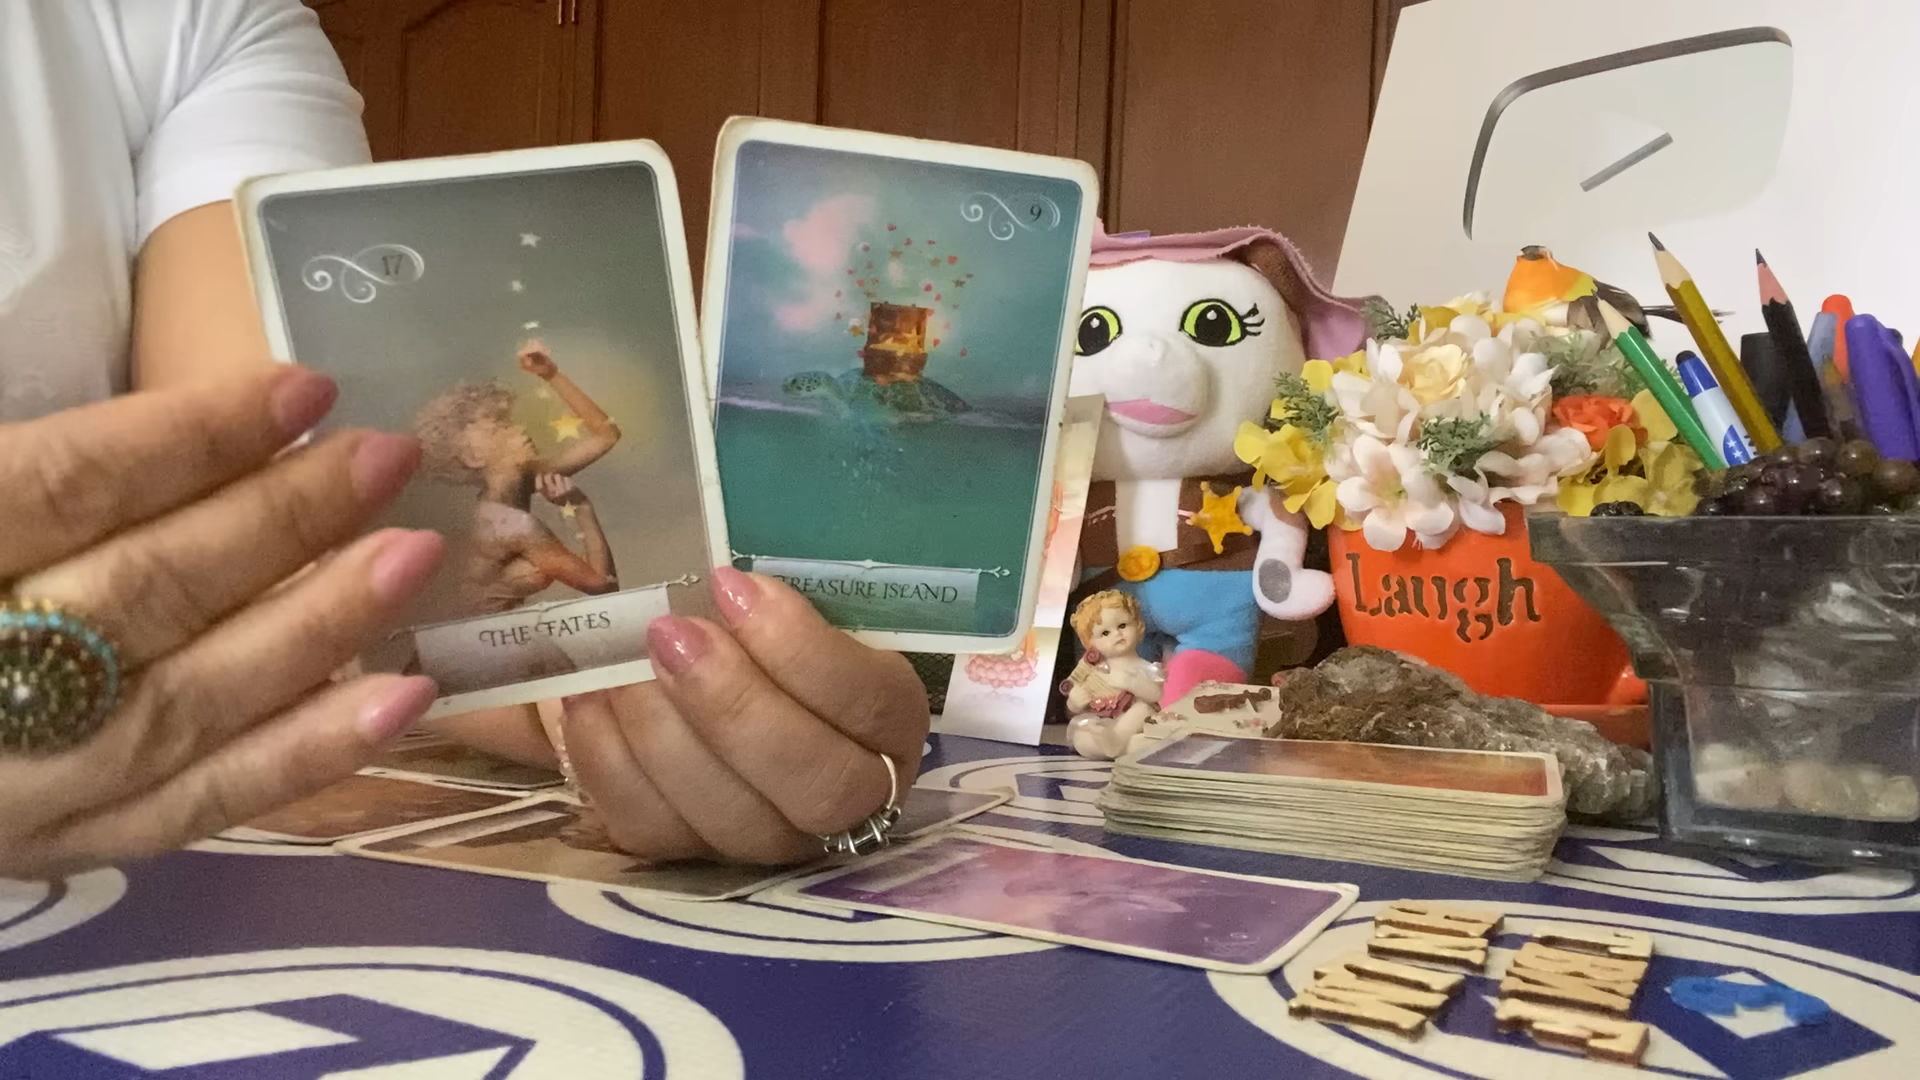 17
THE FATES
9
TREASURE ISLAND
Laugh